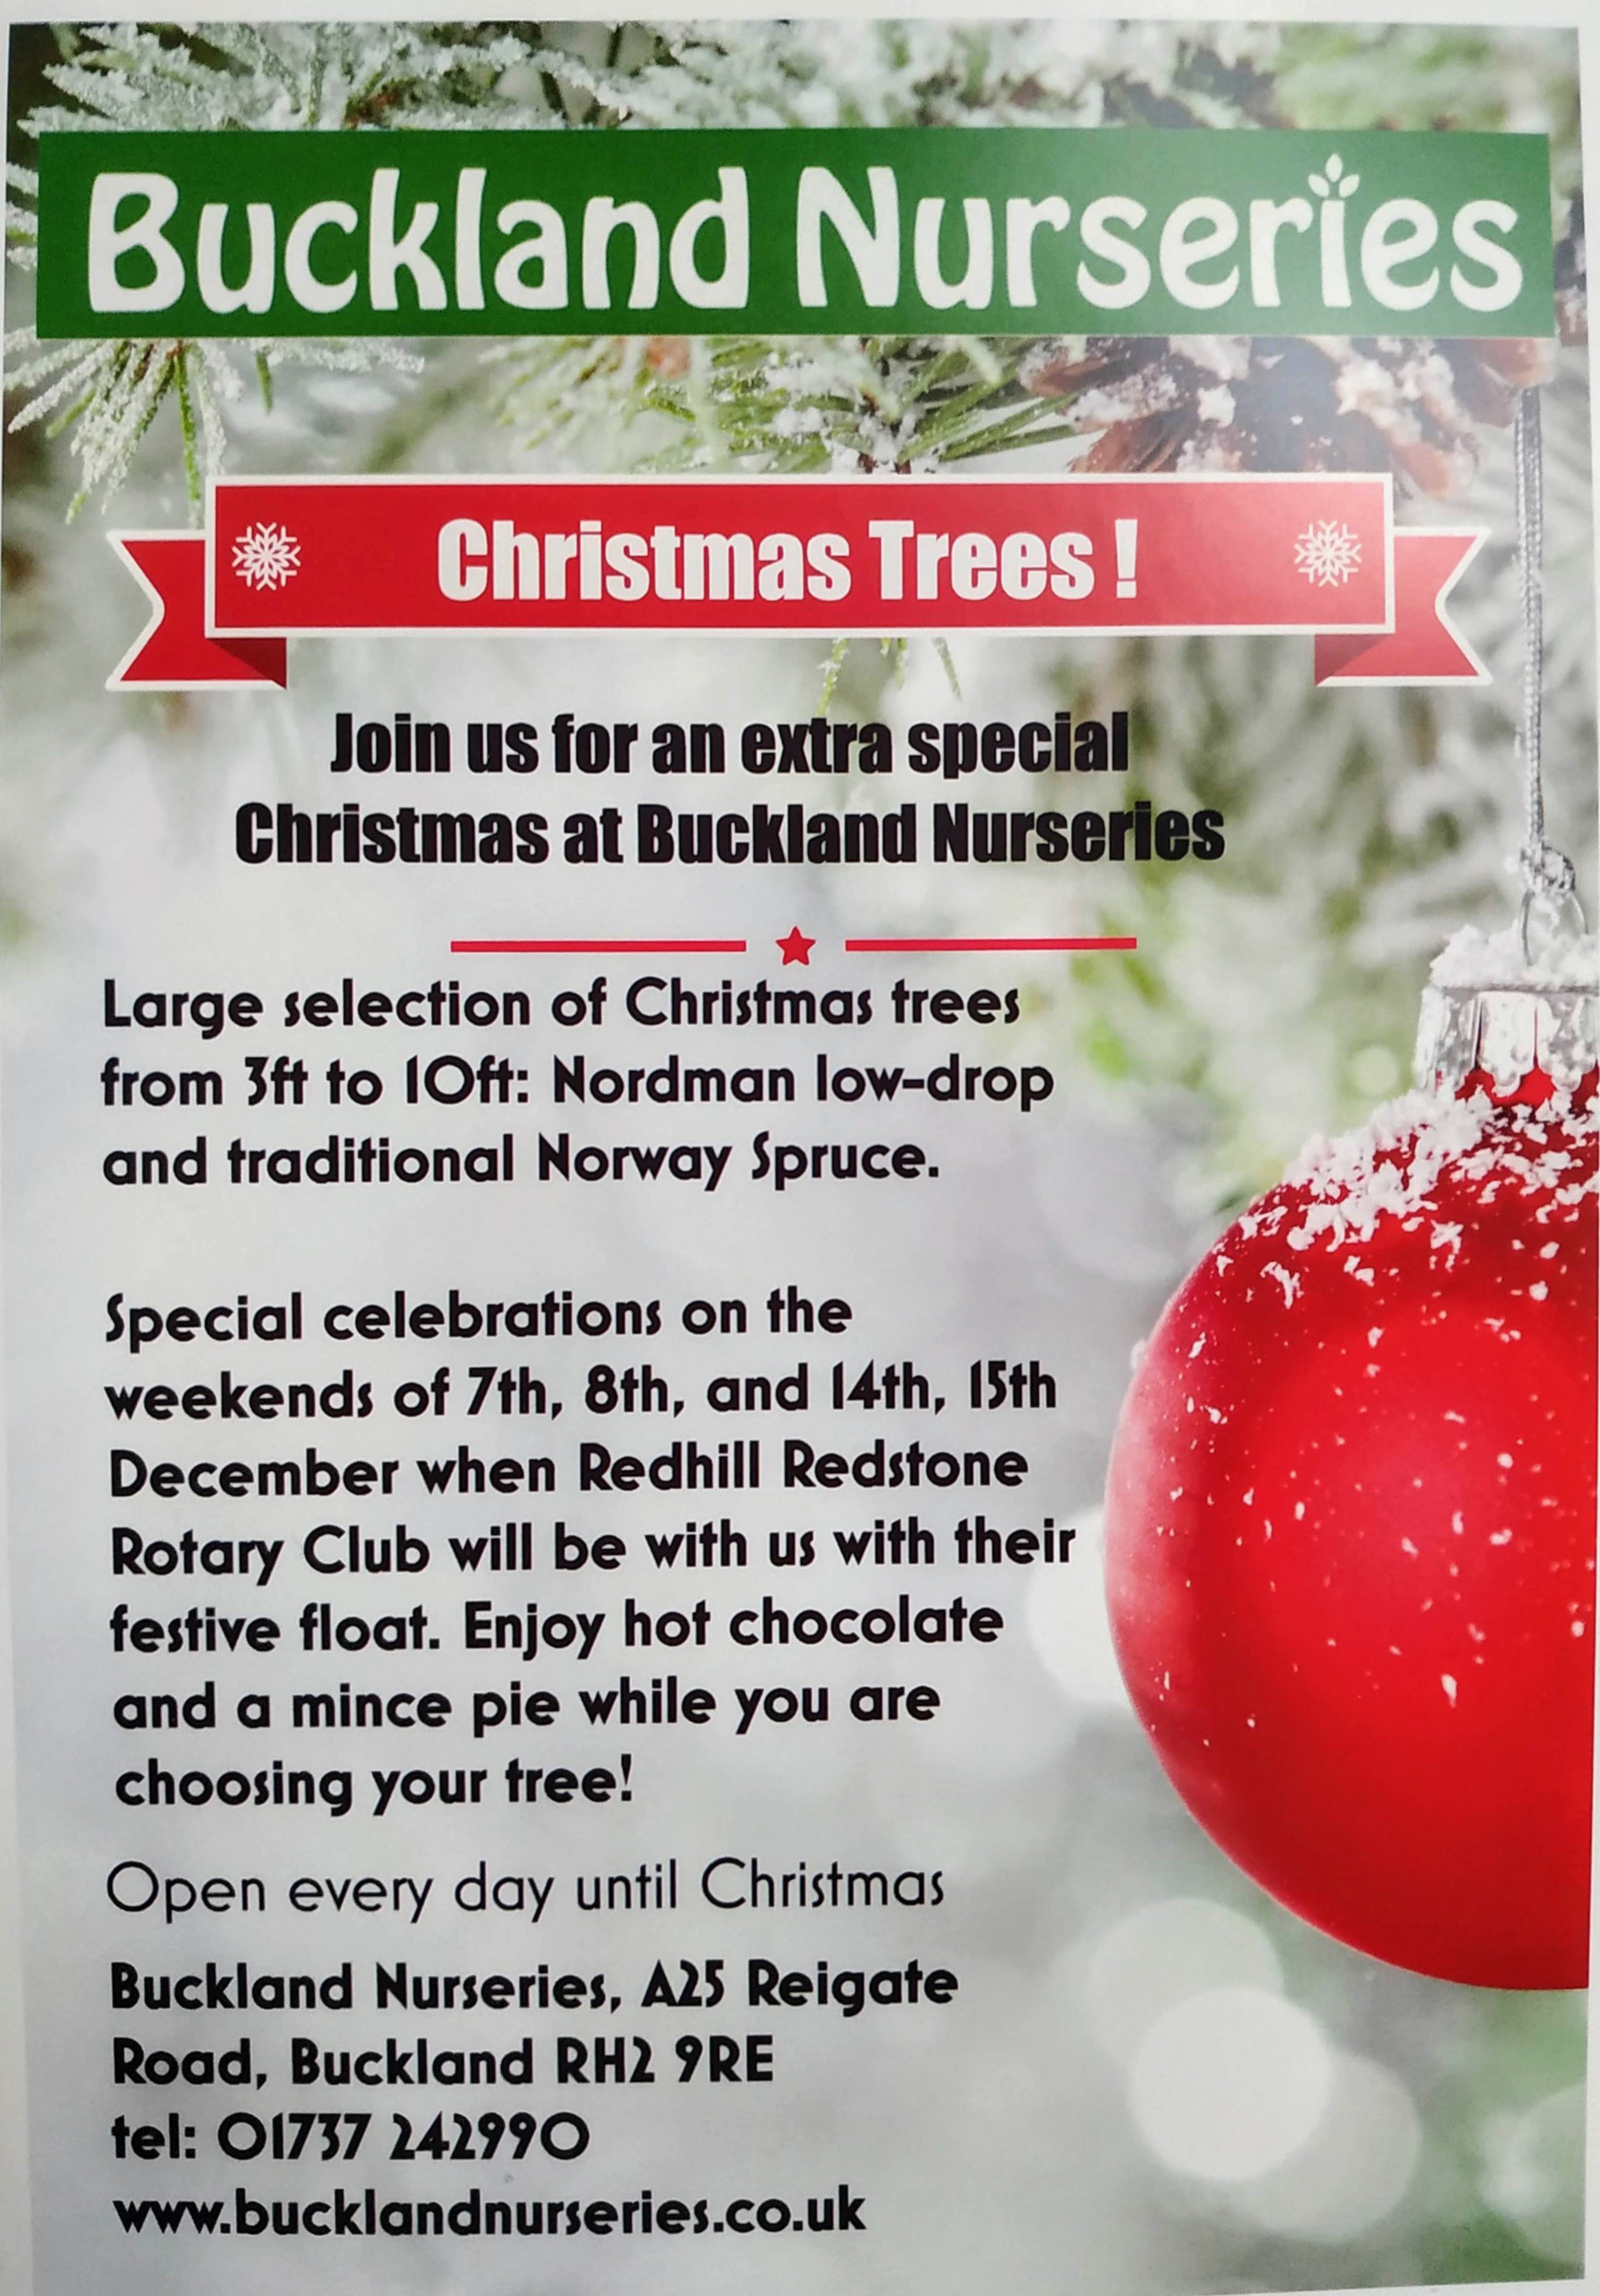 Buckland Nurseries
Christmas Trees !
Join us for an extra special
Christmas at Buckland Nurseries
Large selection of Christmas trees
from 3ft to 10ft: Nordman low-drop
and traditional Norway Spruce.
Special celebrations on the
weekends of 7th, 8th, and 14th, 15th
December when Redhill Redstone
Rotary Club will be with us with their
festive float. Enjoy hot chocolate
and a mince pie while you are
choosing your tree!
Open every day until Christmas
Buckland Nurseries, A25 Reigate
Road, Buckland RH2 9RE
tel: 01737 242990
www.bucklandnurseries.co.uk